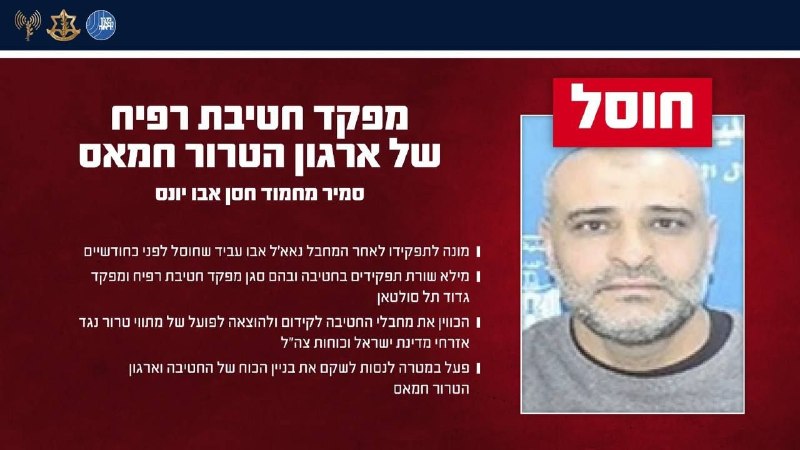 חוסל
מפקד חטיבת רפיח
של ארגון הטרור חמאס
סמיר מחמוד חסן אבו יונס
מונה לתפקידו לאחר המחבל נאא'ל אבו עביד שחוסל לפני כחודשיים
מילא שורת תפקידים בחטיבה ובהם סגן מפקד חטיבת רפיח ומפקד
גדוד תל סולטאן
הכווין את מחבלי החטיבה לקידום ולהוצאה לפועל של מתווי טרור נגד
אזרחי מדינת ישראל וכוחות צה"ל
פעל במטרה לנסות לשקם את בניין הכוח של החטיבה וארגון
הטרור חמאס